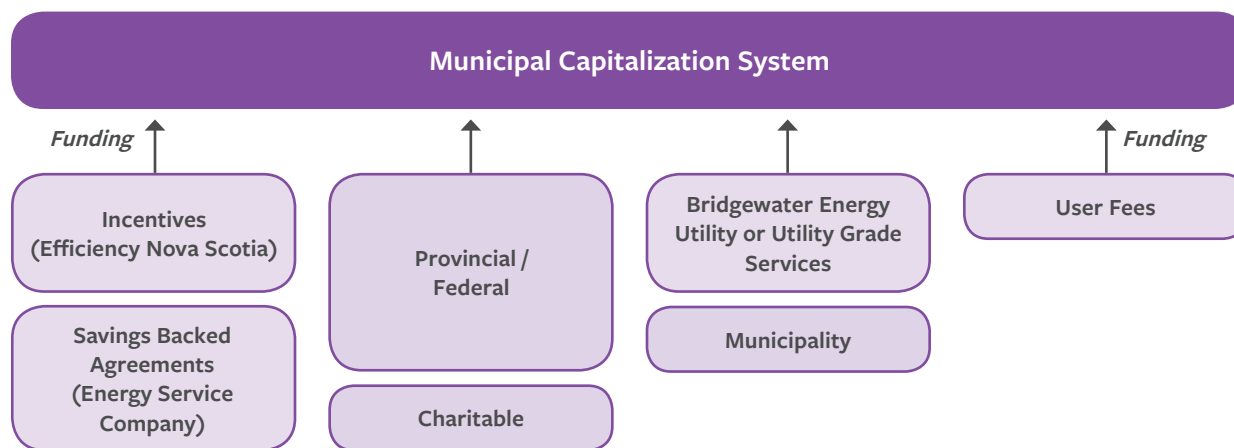 Municipal Capitalization System
Funding
Funding
Incentives
(Efficiency Nova Scotia)
Savings Backed
Agreements
(Energy Service
Company)
Provincial /
Federal
Charitable
Bridgewater Energy
Utility or Utility Grade
Services
Municipality
User Fees